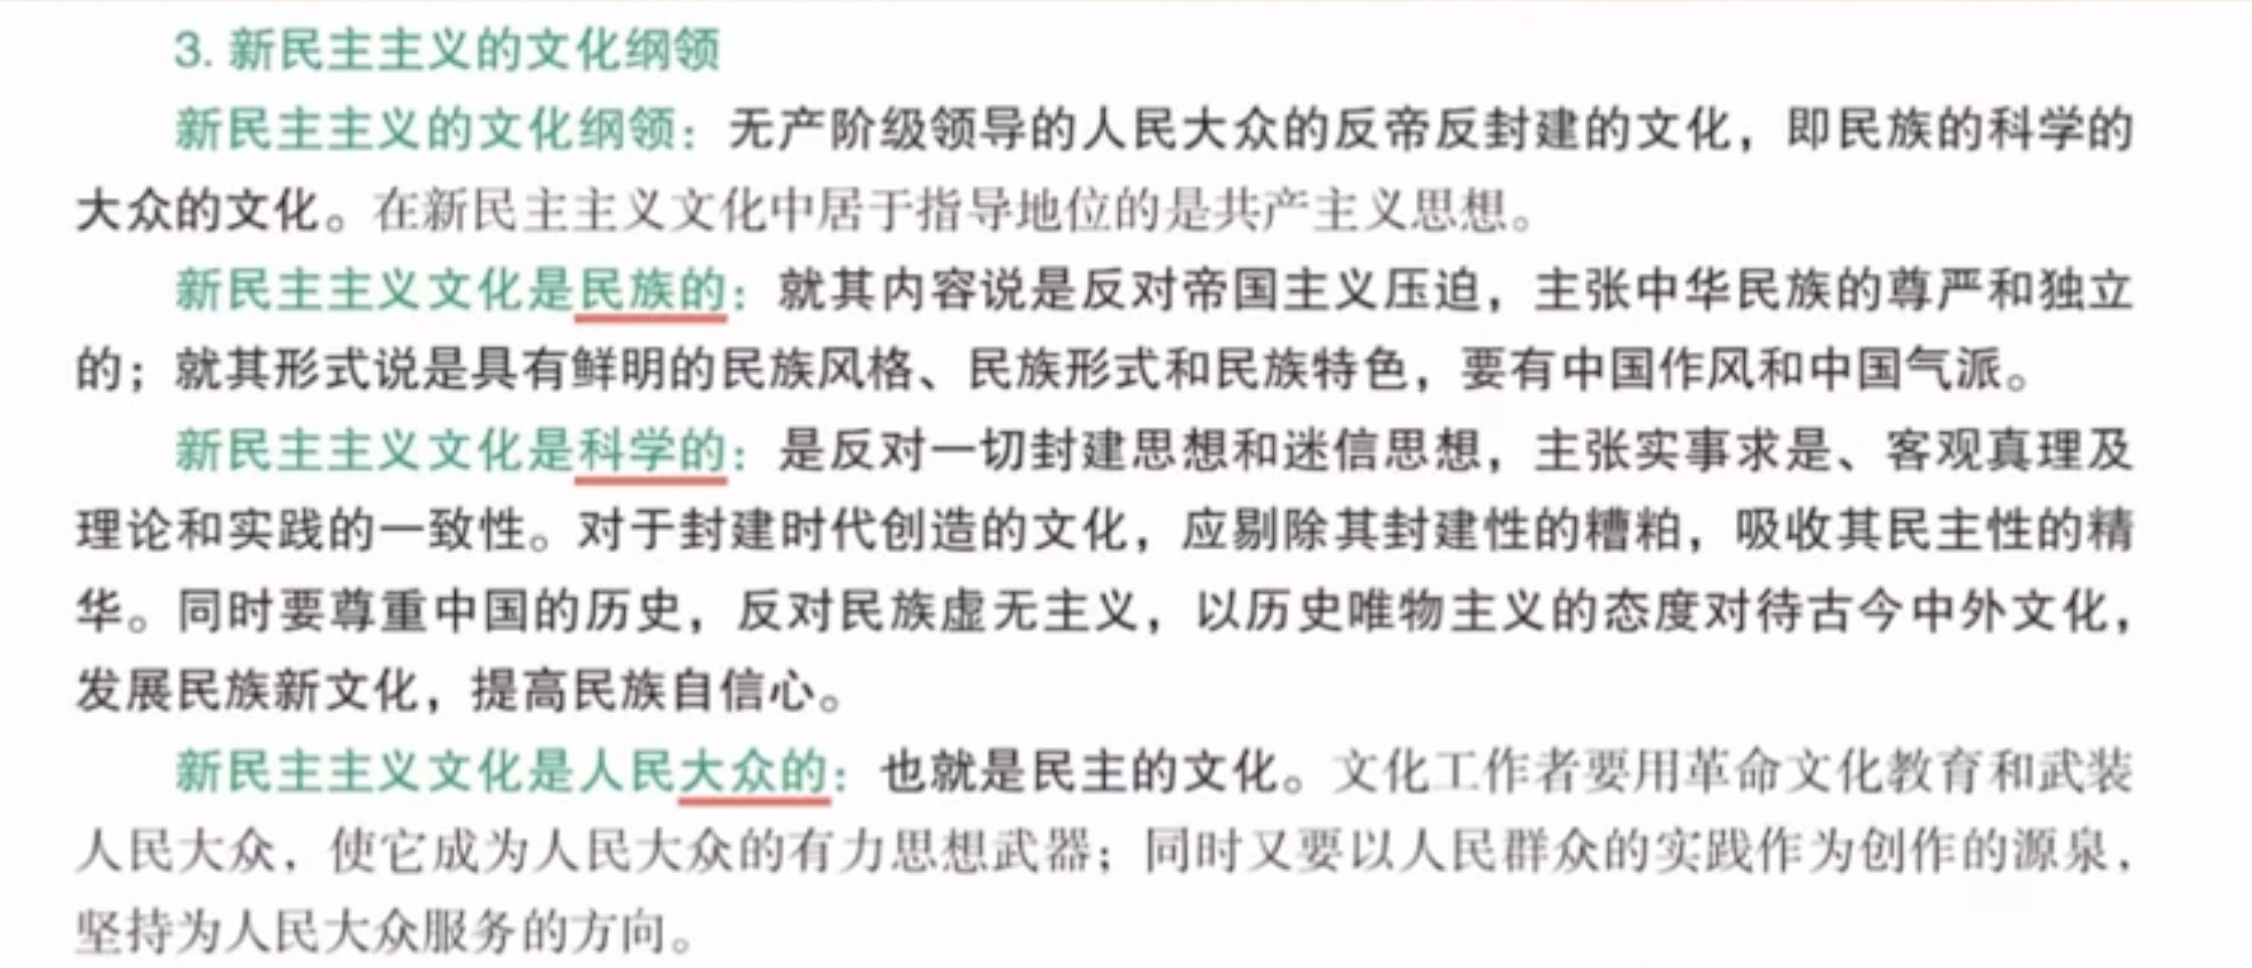 3. 新民主主义的文化纲领
新民主主义的文化纲领：无产阶级领导的人民大众的反帝反封建的文化，即民族的科学的
大众的文化。在新民主主义文化中居于指导地位的是共产主义思想。
新民主主义文化是民族的：就其内容说是反对帝国主义压迫，主张中华民族的尊严和独立
的；就其形式说是具有鲜明的民族风格、民族形式和民族特色，要有中国作风和中国气派。
新民主主义文化是科学的：是反对一切封建思想和迷信思想，主张实事求是、客观真理及
理论和实践的一致性。对于封建时代创造的文化，应剔除其封建性的糟粕，吸收其民主性的精
华。同时要尊重中国的历史，反对民族虚无主义，以历史唯物主义的态度对待古今中外文化，
发展民族新文化，提高民族自信心。
新民主主义文化是人民大众的：也就是民主的文化。文化工作者要用革命文化教育和武装
人民大众，使它成为人民大众的有力思想武器；同时又要以人民群众的实践作为创作的源泉，
坚持为人民大众服务的方向。